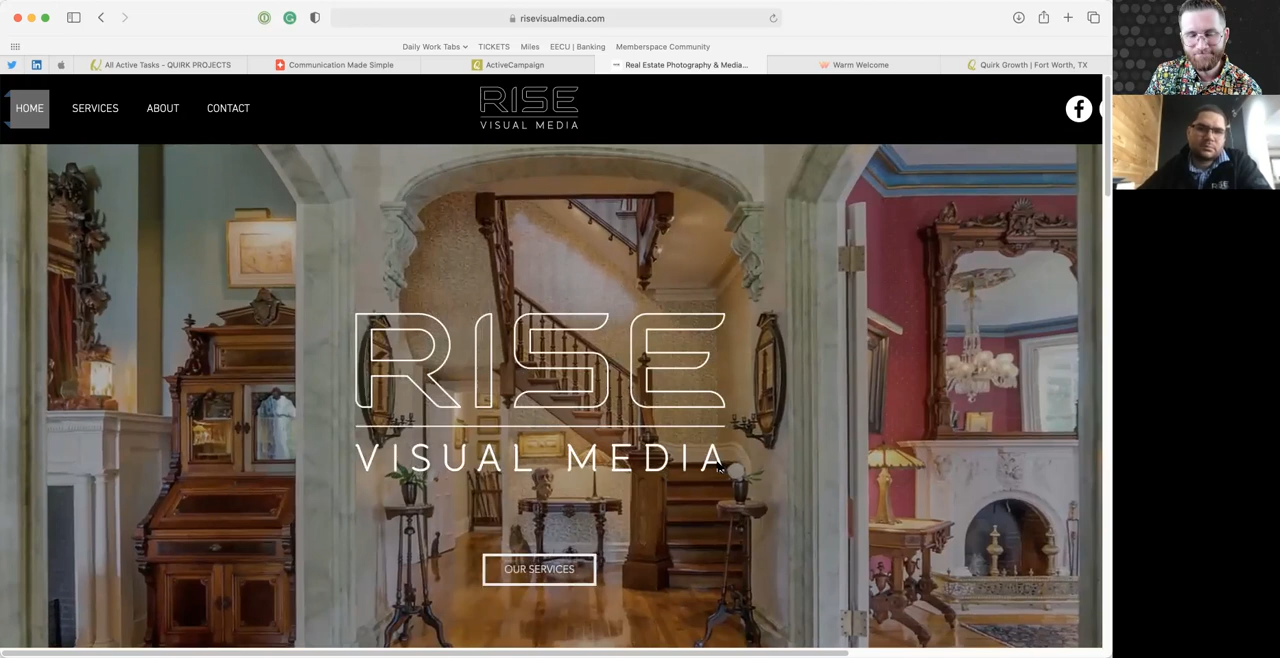 risevisualmedia.com
Daily Work Tabs TICKETS Miles EECU | Banking Memberspace Community
All Active Tasks - QUIRK PROJECTS Communication Made Simple ActiveCampaign Real Estate Photography & Media... Warm Welcome Quirk Growth | Fort Worth, TX
HOME SERVICES ABOUT CONTACT
RISE
VISUAL MEDIA
RISE
VISUAL MEDIA
OUR SERVICES